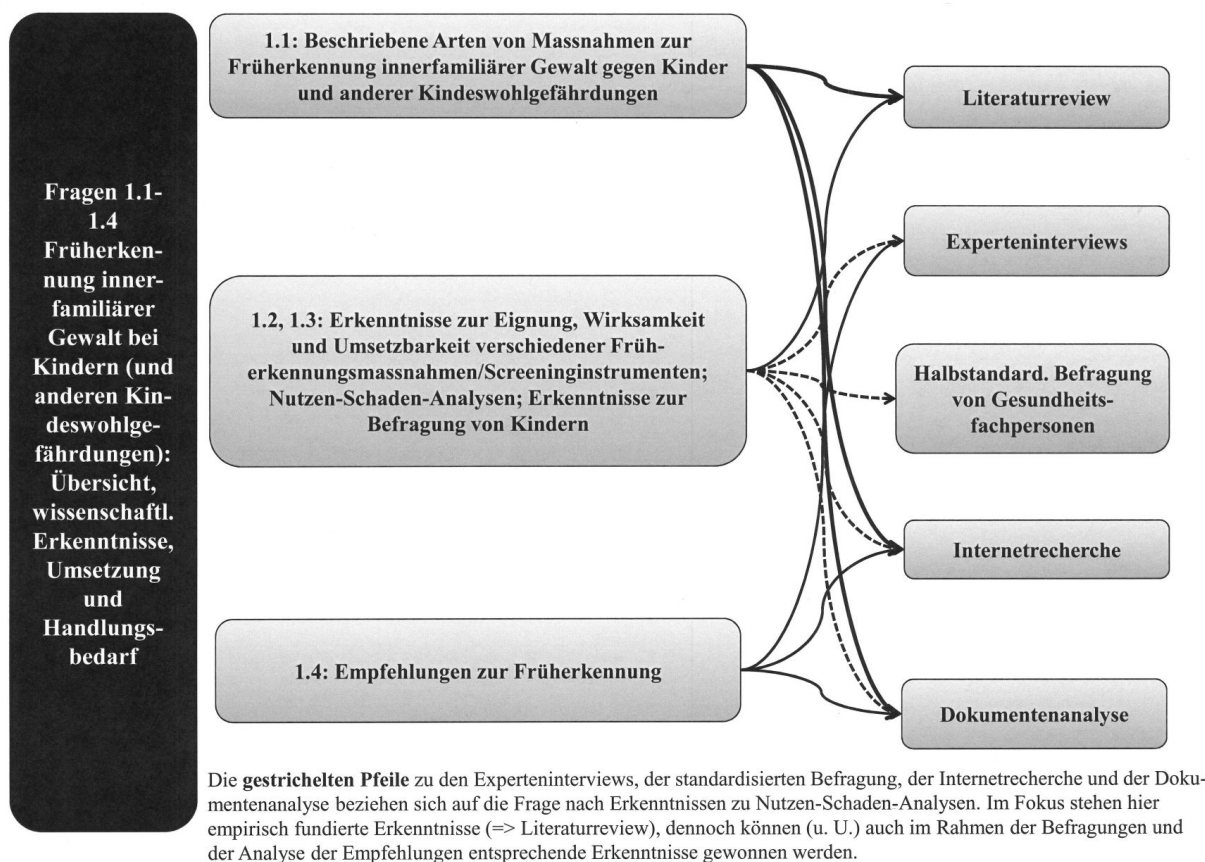 Fragen 1.1-
1.4
Früherken-
nung inner-
familiärer
Gewalt bei
Kindern (und
anderen Kin-
deswohlge-
fährdungen):
Übersicht,
wissenschaftl.
Erkenntnisse,
Umsetzung
und
Handlungs-
bedarf
1.1: Beschriebene Arten von Massnahmen zur
Früherkennung innerfamiliärer Gewalt gegen Kinder
und anderer Kindeswohlgefährdungen
1.2, 1.3: Erkenntnisse zur Eignung, Wirksamkeit
und Umsetzbarkeit verschiedener Früh-
erkennungsmassnahmen/Screeninginstrumenten;
Nutzen-Schaden-Analysen; Erkenntnisse zur
Befragung von Kindern
1.4: Empfehlungen zur Früherkennung
Literaturreview
Experteninterviews
Halbstandard. Befragung
von Gesundheits-
fachpersonen
Internetrecherche
Dokumentenanalyse
Die gestrichelten Pfeile zu den Experteninterviews, der standardisierten Befragung, der Internetrecherche und der Doku-
mentenanalyse beziehen sich auf die Frage nach Erkenntnissen zu Nutzen-Schaden-Analysen. Im Fokus stehen hier
empirisch fundierte Erkenntnisse (=> Literaturreview), dennoch können (u. U.) auch im Rahmen der Befragungen und
der Analyse der Empfehlungen entsprechende Erkenntnisse gewonnen werden.